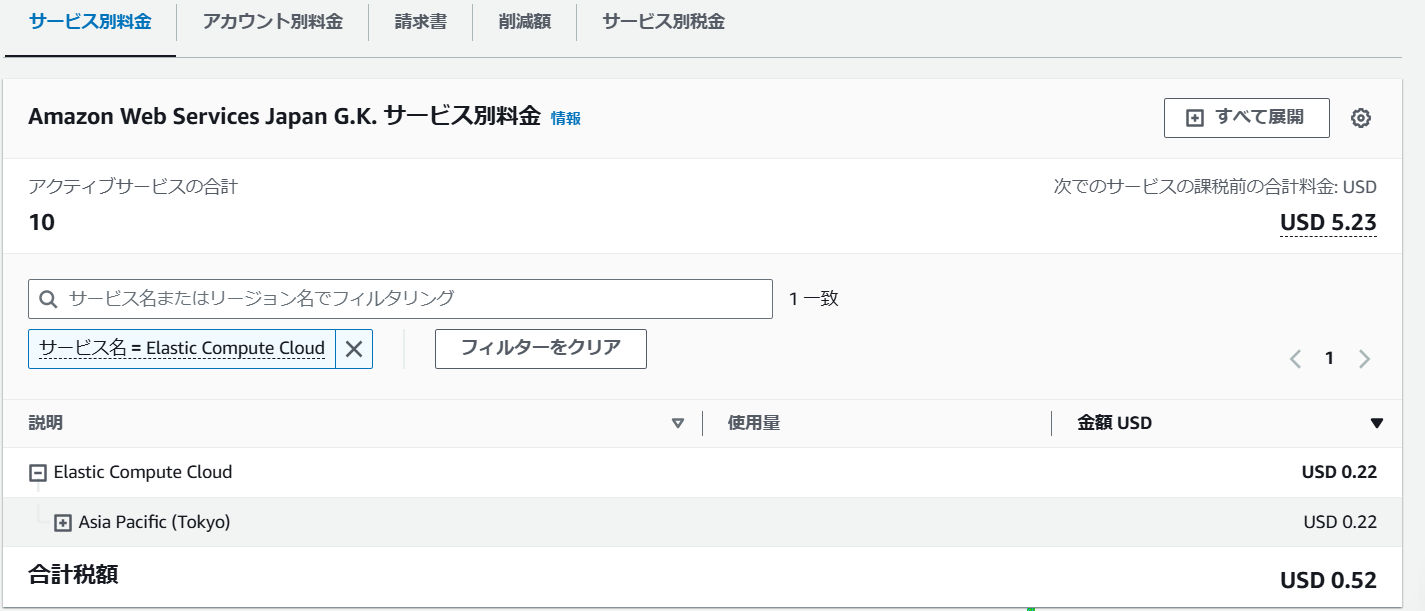 サービス別料金 アカウント別料金 請求書 削減額 サービス別税金
Amazon Web Services Japan G.K. サービス別料金 情報 すべて展開
アクティブサービスの合計 次でのサービスの課税前の合計料金: USD
10 USD 5.23
サービス名またはリージョン名でフィルタリング 1 一致
サービス名 = Elastic Compute Cloud フィルターをクリア 1
説明 使用量 金額 USD
Elastic Compute Cloud USD 0.22
Asia Pacific (Tokyo) USD 0.22
合計税額 USD 0.52